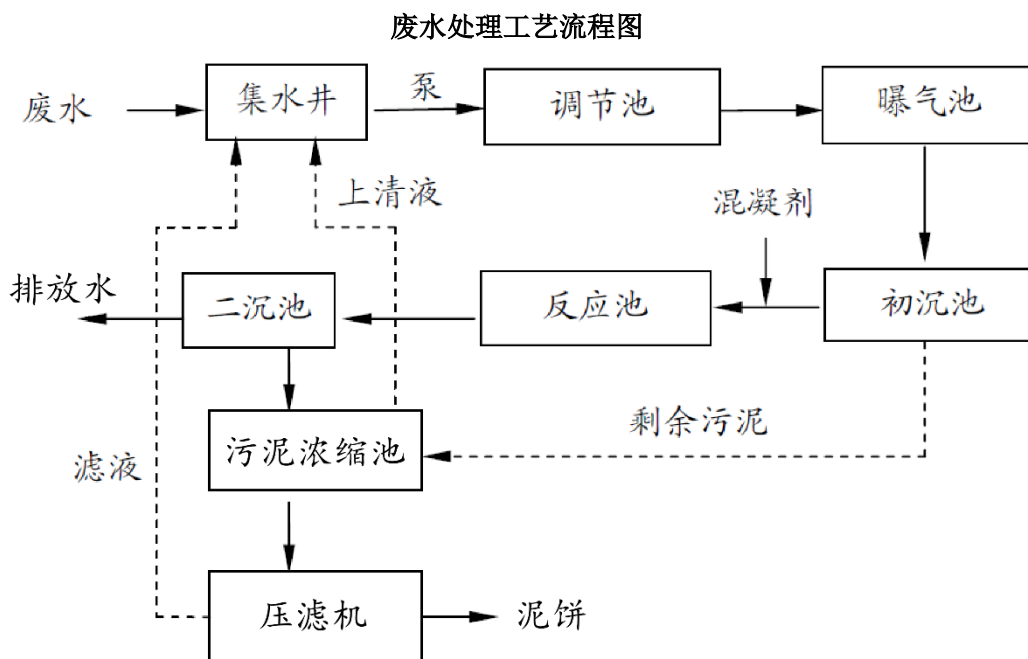 废水处理工艺流程图
废水
集水井
泵
调节池
曝气池
上清液
混凝剂
排放水
二沉池
反应池
初沉池
剩余污泥
污泥浓缩池
滤液
压滤机
泥饼